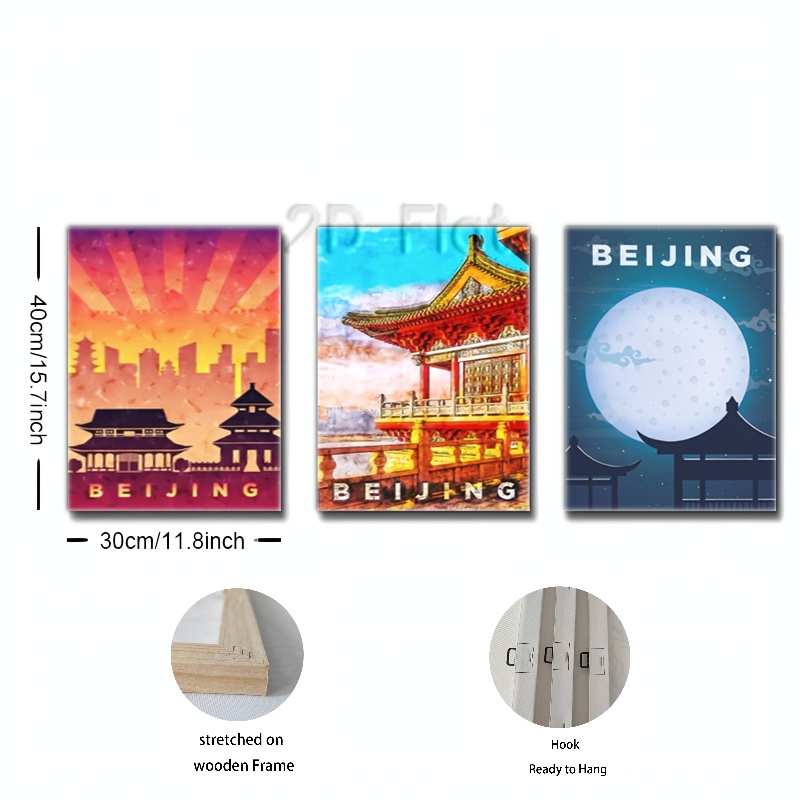 2D Flat
BEIJING
40cm/15.7inch
BEIJING
BEIJING
30cm/11.8inch
stretched on
wooden Frame
Hook
Ready to Hang